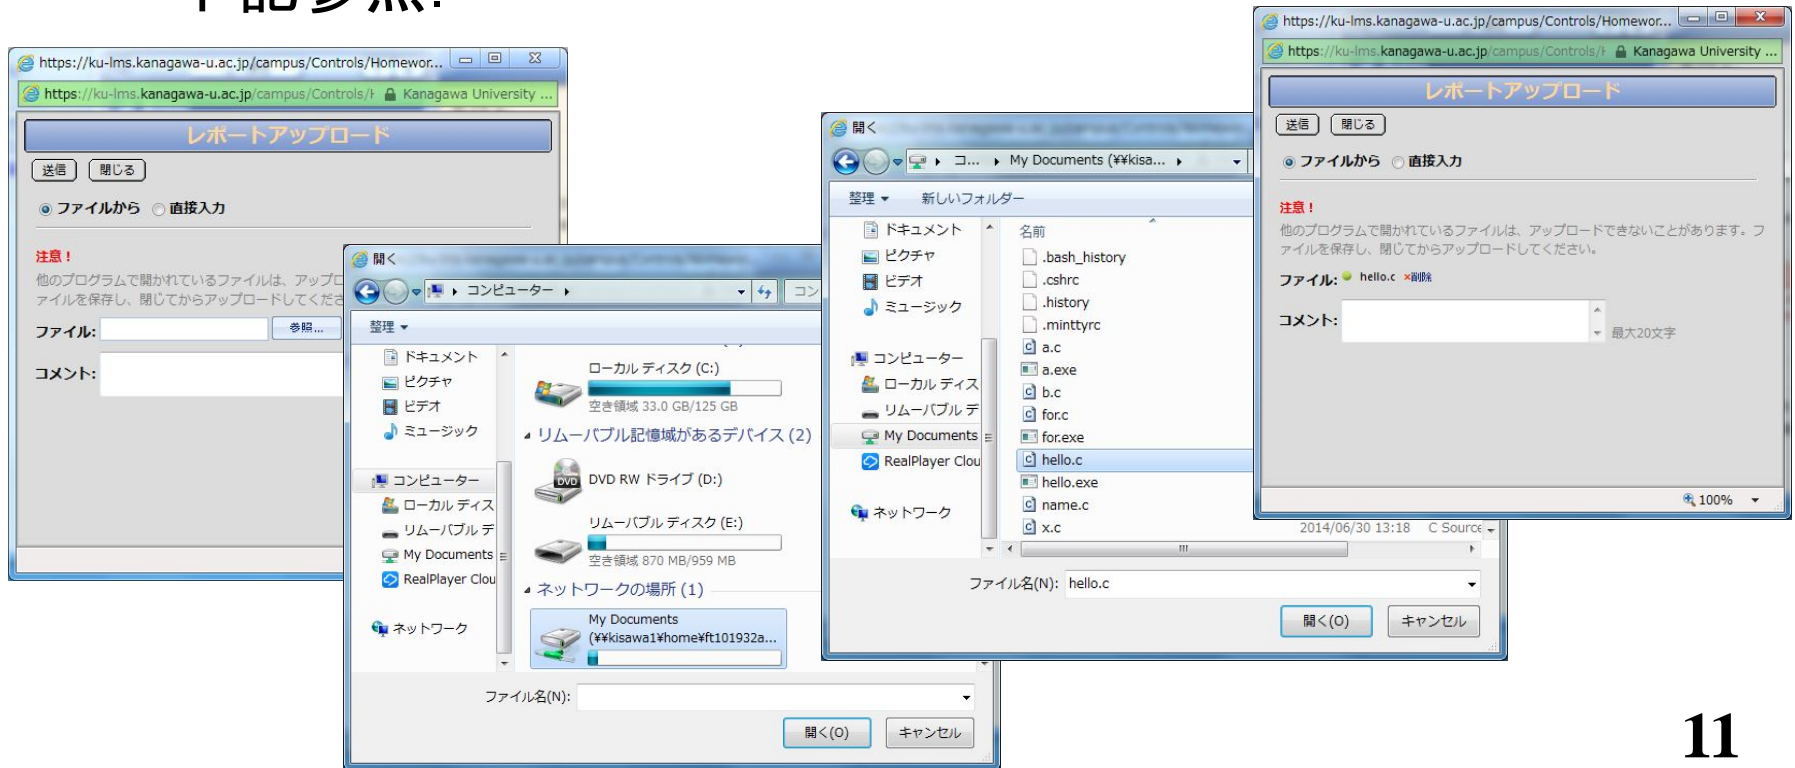 下記参照.
https://ku-lms.kanagawa-u.ac.jp/campus/Controls/Homewor...
https://ku-lms.kanagawa-u.ac.jp/campus/Controls/H Kanagawa University ...
レポートアップロード
送信 閉じる
ファイルから 直接入力
注意！
他のプログラムで開かれているファイルは、アップロ
ァイルを保存し、閉じてからアップロードしてくださ
ファイル: 参照...
コメント:
開く
コンピューター
整理
ドキュメント
ピクチャ
ビデオ
ミュージック
コンピューター
ローカル ディス
リムーバブル デ
My Documents
RealPlayer Clou
ネットワーク
ローカル ディスク (C:)
空き領域 33.0 GB/125 GB
リムーバブル記憶域があるデバイス (2)
DVD RW ドライブ (D:)
リムーバブル ディスク (E:)
空き領域 870 MB/959 MB
ネットワークの場所 (1)
My Documents
(¥¥kisawa1¥home¥ft101932a...
ファイル名(N):
開く(O) キャンセル
開く
コ... My Documents (¥¥kisa...
整理 新しいフォルダー
ドキュメント
ピクチャ
ビデオ
ミュージック
コンピューター
ローカル ディス
リムーバブル デ
My Documents
RealPlayer Clou
ネットワーク
名前
.bash_history
.cshrc
.history
.minttyrc
a.c
a.exe
b.c
for.c
for.exe
hello.c
hello.exe
name.c
x.c 2014/06/30 13:18 C Source
ファイル名(N): hello.c
開く(O) キャンセル
https://ku-lms.kanagawa-u.ac.jp/campus/Controls/Homewor...
https://ku-lms.kanagawa-u.ac.jp/campus/Controls/H Kanagawa University ...
レポートアップロード
送信 閉じる
ファイルから 直接入力
注意！
他のプログラムで開かれているファイルは、アップロードできないことがあります。フ
ァイルを保存し、閉じてからアップロードしてください。
ファイル: hello.c ×削除
コメント:
最大20文字
100%
11